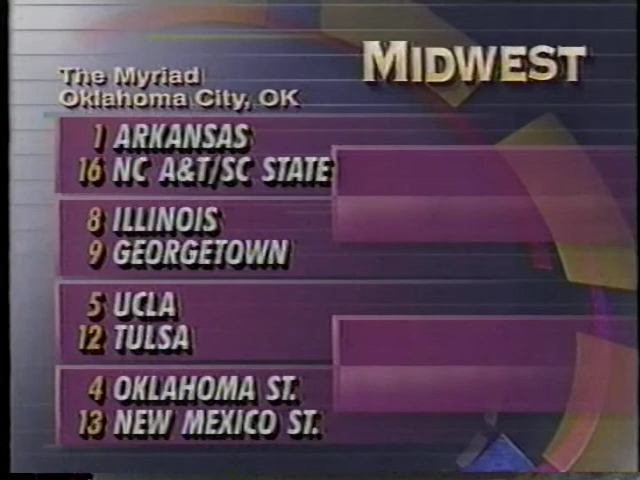 MIDWEST
The Myriad
Oklahoma City, OK
1 ARKANSAS
16 NC A&T/SC STATE
8 ILLINOIS
9 GEORGETOWN
5 UCLA
12 TULSA
4 OKLAHOMA ST.
13 NEW MEXICO ST.